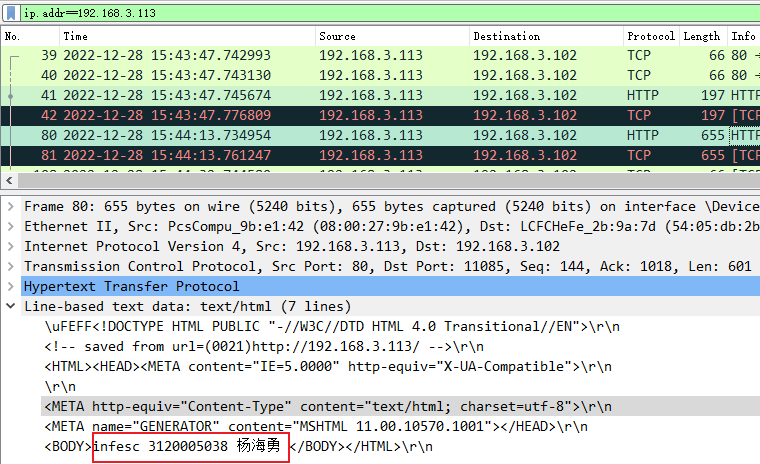 ip.addr==192.168.3.113
No. Time Source Destination Protocol Length Info
39 2022-12-28 15:43:47.742993 192.168.3.113 192.168.3.102 TCP 66 80 →
40 2022-12-28 15:43:47.743130 192.168.3.113 192.168.3.102 TCP 66 80 →
41 2022-12-28 15:43:47.745674 192.168.3.113 192.168.3.102 HTTP 197 HTT
42 2022-12-28 15:43:47.776809 192.168.3.113 192.168.3.102 TCP 197 [TC
80 2022-12-28 15:44:13.734954 192.168.3.113 192.168.3.102 HTTP 655 HTT
81 2022-12-28 15:44:13.761247 192.168.3.113 192.168.3.102 TCP 655 [TC
Frame 80: 655 bytes on wire (5240 bits), 655 bytes captured (5240 bits) on interface \Device
Ethernet II, Src: PcsCompu_9b:e1:42 (08:00:27:9b:e1:42), Dst: LCFCHeFe_2b:9a:7d (54:05:db:2b
Internet Protocol Version 4, Src: 192.168.3.113, Dst: 192.168.3.102
Transmission Control Protocol, Src Port: 80, Dst Port: 11085, Seq: 144, Ack: 1018, Len: 601
Hypertext Transfer Protocol
Line-based text data: text/html (7 lines)
\uFEFF<!DOCTYPE HTML PUBLIC "-//W3C//DTD HTML 4.0 Transitional//EN">\r\n
<!-- saved from url=(0021)http://192.168.3.113/ -->\r\n
<HTML><HEAD><META content="IE=5.0000" http-equiv="X-UA-Compatible">\r\n
\r\n
<META http-equiv="Content-Type" content="text/html; charset=utf-8">\r\n
<META name="GENERATOR" content="MSHTML 11.00.10570.1001"></HEAD>\r\n
<BODY>infesc 3120005038 杨海勇 </BODY></HTML>\r\n